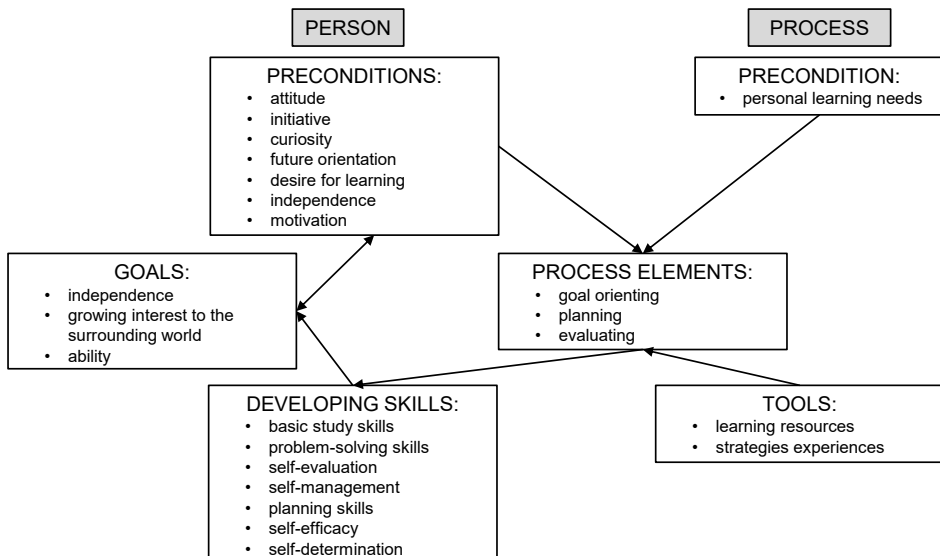 PERSON
PROCESS
PRECONDITIONS:
• attitude
• initiative
• curiosity
• future orientation
• desire for learning
• independence
• motivation
PRECONDITION:
• personal learning needs
GOALS:
• independence
• growing interest to the
surrounding world
• ability
PROCESS ELEMENTS:
• goal orienting
• planning
• evaluating
DEVELOPING SKILLS:
• basic study skills
• problem-solving skills
• self-evaluation
• self-management
• planning skills
• self-efficacy
• self-determination
TOOLS:
• learning resources
• strategies experiences